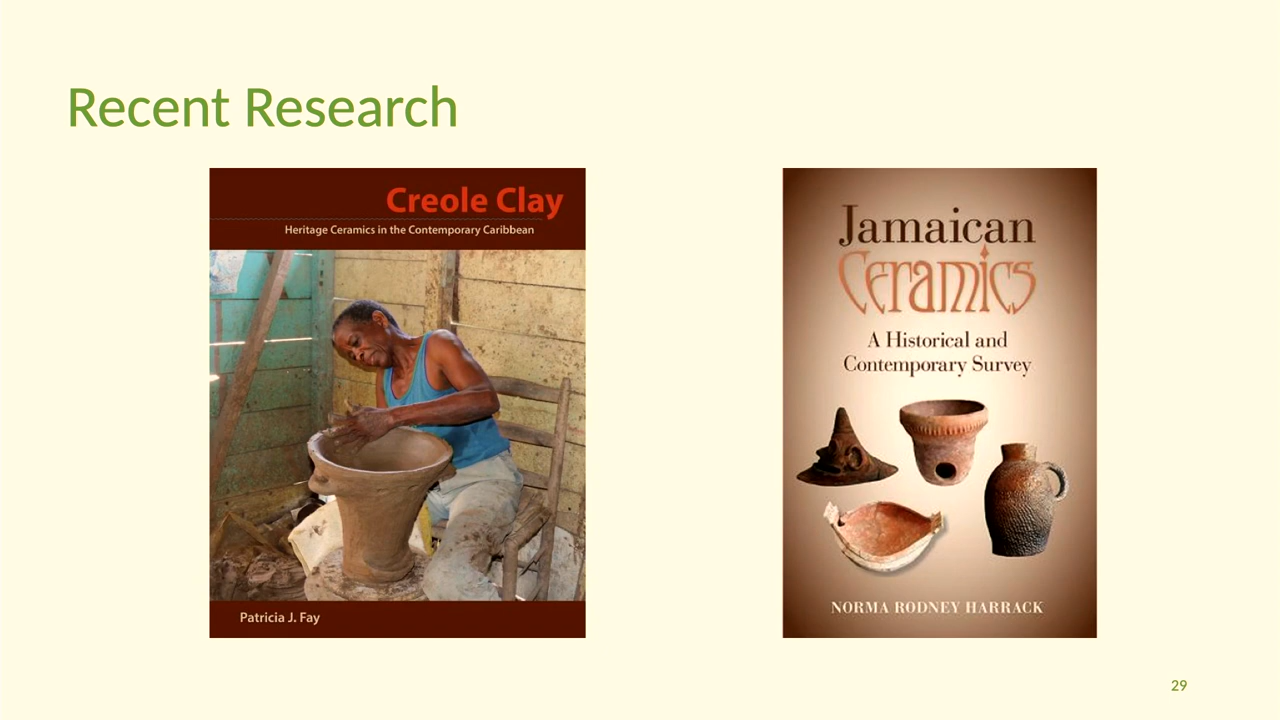 Recent Research
Creole Clay
Heritage Ceramics in the Contemporary Caribbean
Patricia J. Fay
Jamaican
Ceramics
A Historical and
Contemporary Survey
NORMA RODNEY HARRACK
29